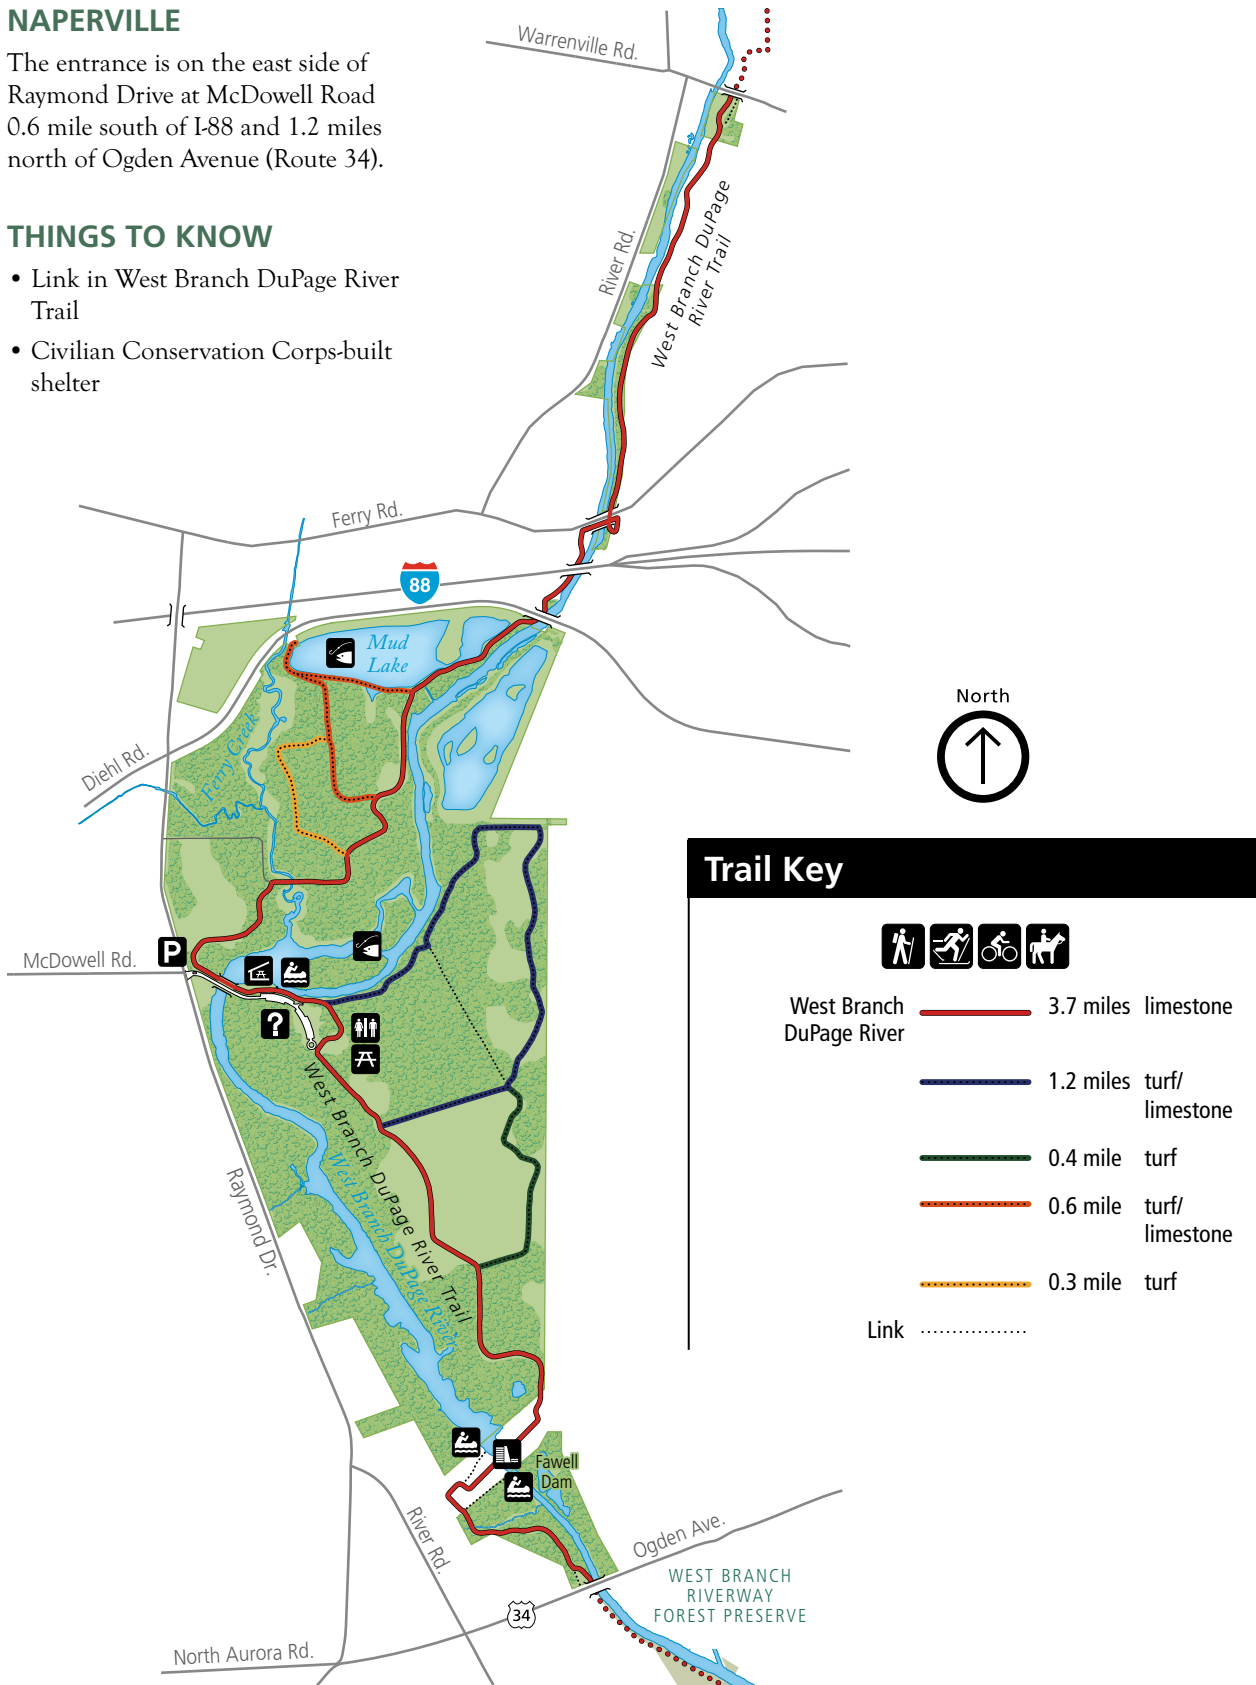 NAPERVILLE
The entrance is on the east side of
Raymond Drive at McDowell Road
0.6 mile south of I-88 and 1.2 miles
north of Ogden Avenue (Route 34).
THINGS TO KNOW
• Link in West Branch DuPage River
Trail
• Civilian Conservation Corps-built
shelter
Warrenville Rd.
River Rd.
West Branch DuPage
River Trail
Ferry Rd.
88
Mud
Lake
Diehl Rd.
Ferry Creek
North
P
McDowell Rd.
?
West Branch DuPage River Trail
West Branch DuPage River
Raymond Dr.
Fawell
Dam
River Rd.
Ogden Ave.
34
North Aurora Rd.
WEST BRANCH
RIVERWAY
FOREST PRESERVE
Trail Key
West Branch 3.7 miles limestone
DuPage River
1.2 miles turf/
limestone
0.4 mile turf
0.6 mile turf/
limestone
0.3 mile turf
Link